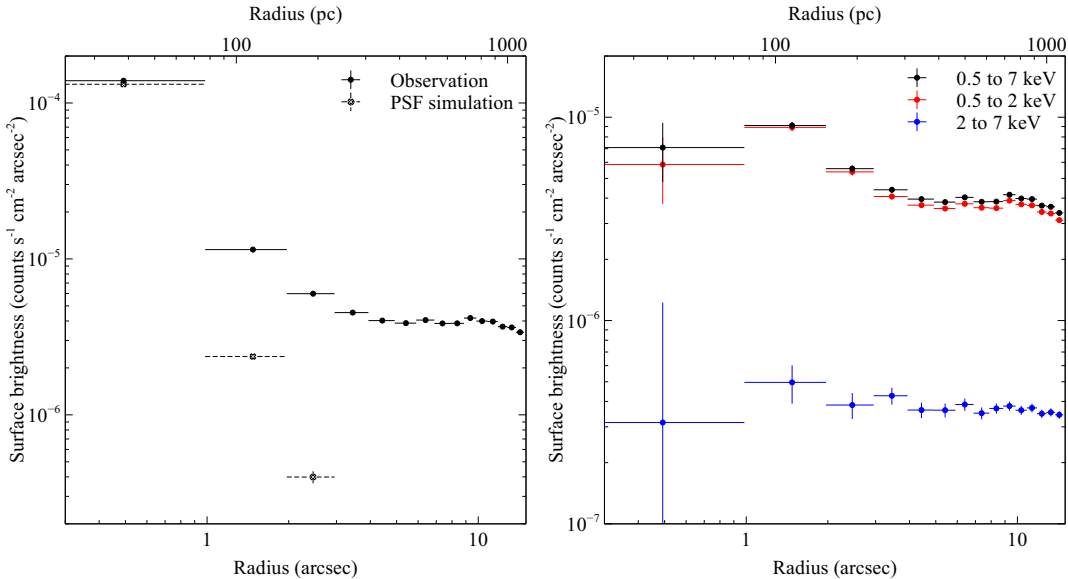 Radius (pc)
100
1000
Observation
PSF simulation
10⁻⁴
10⁻⁵
10⁻⁶
Surface brightness (counts s⁻¹ cm⁻² arcsec⁻²)
1
10
Radius (arcsec)
Radius (pc)
100
1000
0.5 to 7 keV
0.5 to 2 keV
2 to 7 keV
10⁻⁵
10⁻⁶
10⁻⁷
Surface brightness (counts s⁻¹ cm⁻² arcsec⁻²)
1
10
Radius (arcsec)